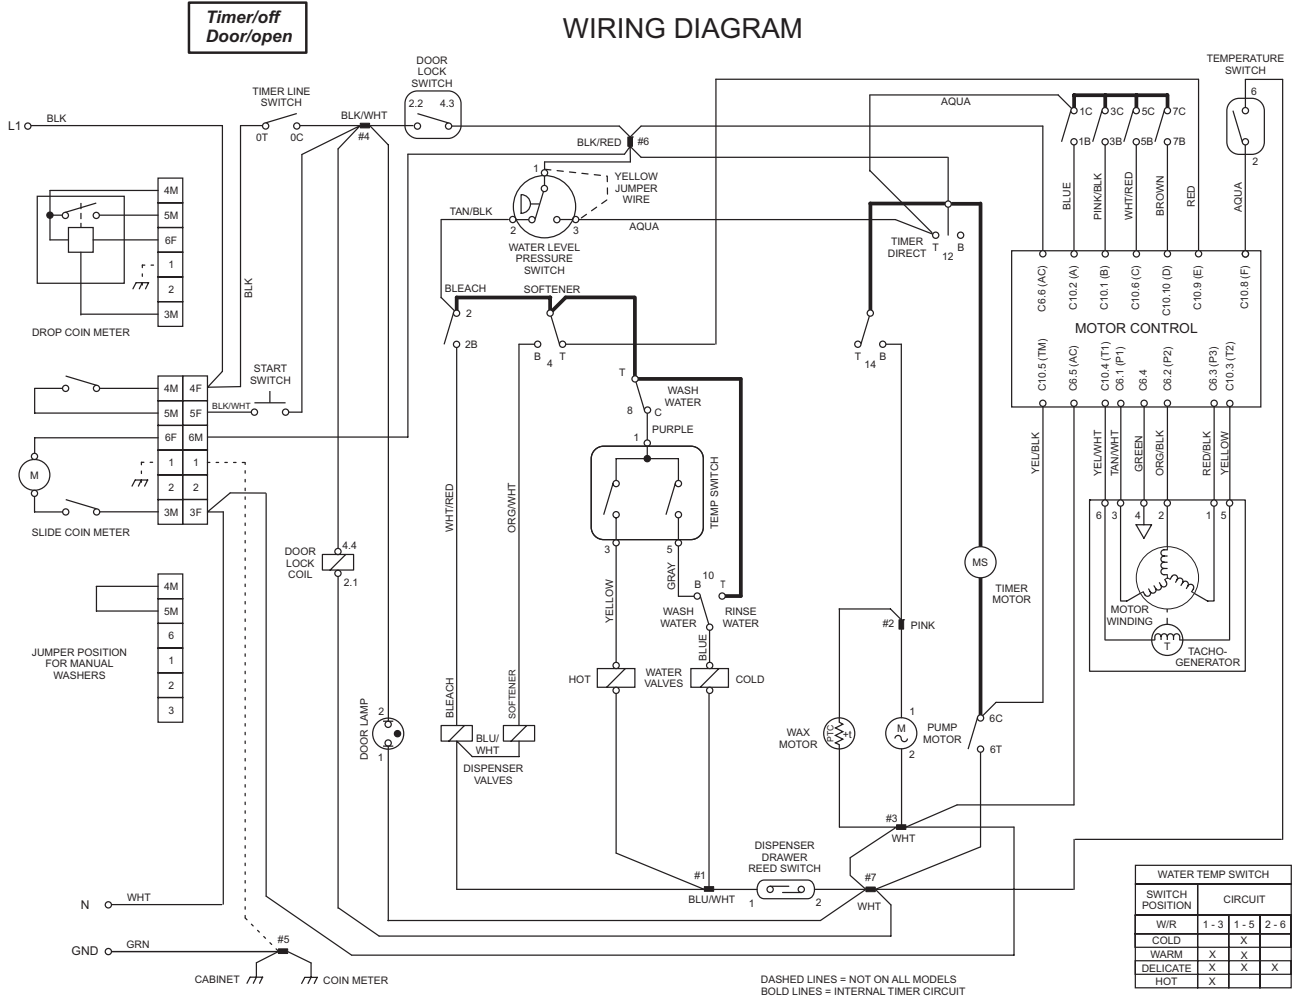 Timer/off
Door/open
WIRING DIAGRAM
DOOR
LOCK
SWITCH
2.2 4.3
TIMER LINE
SWITCH
0T 0C
BLK/WHT
#4
L1
BLK
BLK/RED
#6
AQUA
1C 3C 5C 7C
1B 3B 5B 7B
TEMPERATURE
SWITCH
6
2
4M
5M
6F
1
2
3M
DROP COIN METER
BLK
1
YELLOW
JUMPER
WIRE
TAN/BLK
2
3
AQUA
WATER LEVEL
PRESSURE
SWITCH
TIMER
DIRECT
T
B
12
BLUE
PINK/BLK
WHT/RED
BROWN
RED
AQUA
C6.6 (AC)
C10.2 (A)
C10.1 (B)
C10.6 (C)
C10.10 (D)
C10.9 (E)
C10.8 (F)
MOTOR CONTROL
C10.5 (TM)
C6.5 (AC)
C10.4 (T1)
C6.1 (P1)
C6.4
C6.2 (P2)
C6.3 (P3)
C10.3 (T2)
BLEACH
2
2B
SOFTENER
B
4
T
T
14
B
START
SWITCH
BLK/WHT
4M 4F
5M 5F
6F 6M
1 1
2 2
3M 3F
M
SLIDE COIN METER
T
WASH
WATER
8
C
PURPLE
1
TEMP SWITCH
3
5
YEL/BLK
YEL/WHT
TAN/WHT
GREEN
ORG/BLK
RED/BLK
YELLOW
6 3 4 2 1 5
MOTOR
WINDING
T
TACHO-
GENERATOR
WHT/RED
ORG/WHT
DOOR
LOCK
COIL
4.4
2.1
YELLOW
GRAY
B
10
T
WASH
WATER
RINSE
WATER
BLUE
MS
TIMER
MOTOR
#2
PINK
4M
5M
6
1
2
3
JUMPER POSITION
FOR MANUAL
WASHERS
HOT
WATER
VALVES
COLD
DOOR LAMP
2
1
BLEACH
SOFTENER
BLU/
WHT
DISPENSER
VALVES
WAX
MOTOR
PTC
+t
M
1
2
PUMP
MOTOR
6C
6T
#3
WHT
DISPENSER
DRAWER
REED SWITCH
#1
BLU/WHT
1
2
#7
WHT
N
WHT
GND
GRN
#5
CABINET
COIN METER
WATER TEMP SWITCH
SWITCH
POSITION
CIRCUIT
W/R 1 - 3 1 - 5 2 - 6
COLD X
WARM X X
DELICATE X X X
HOT X
DASHED LINES = NOT ON ALL MODELS
BOLD LINES = INTERNAL TIMER CIRCUIT